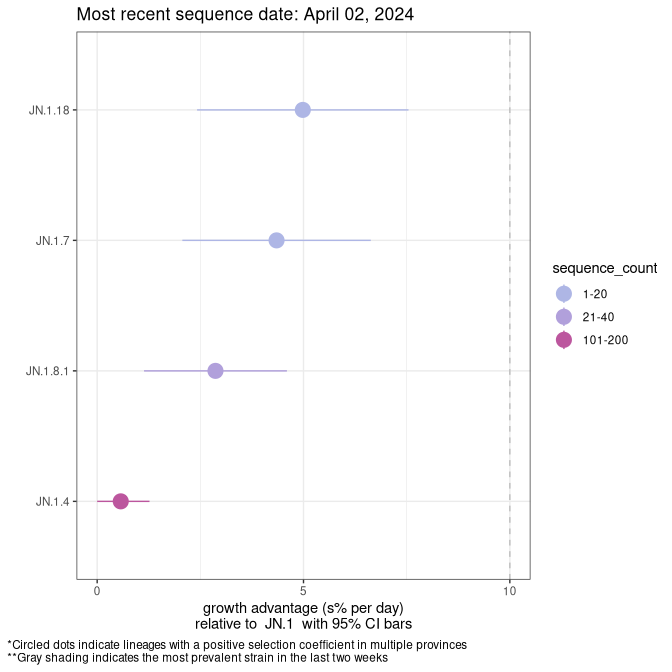 Most recent sequence date: April 02, 2024
JN.1.18
JN.1.7
JN.1.8.1
JN.1.4
0
5
10
growth advantage (s% per day)
relative to  JN.1  with 95% CI bars
sequence_count
1-20
21-40
101-200
*Circled dots indicate lineages with a positive selection coefficient in multiple provinces
**Gray shading indicates the most prevalent strain in the last two weeks